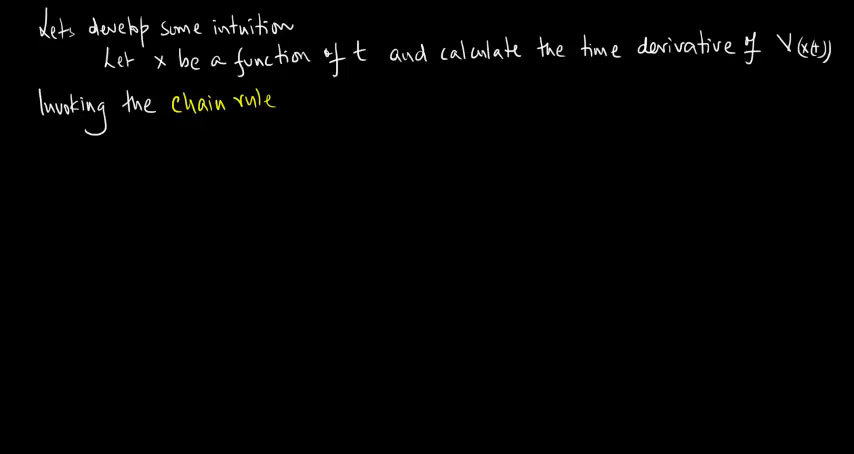 Lets develop some intuition
Let x be a function of t and calculate the time derivative of V(x(t))
Invoking the chain rule